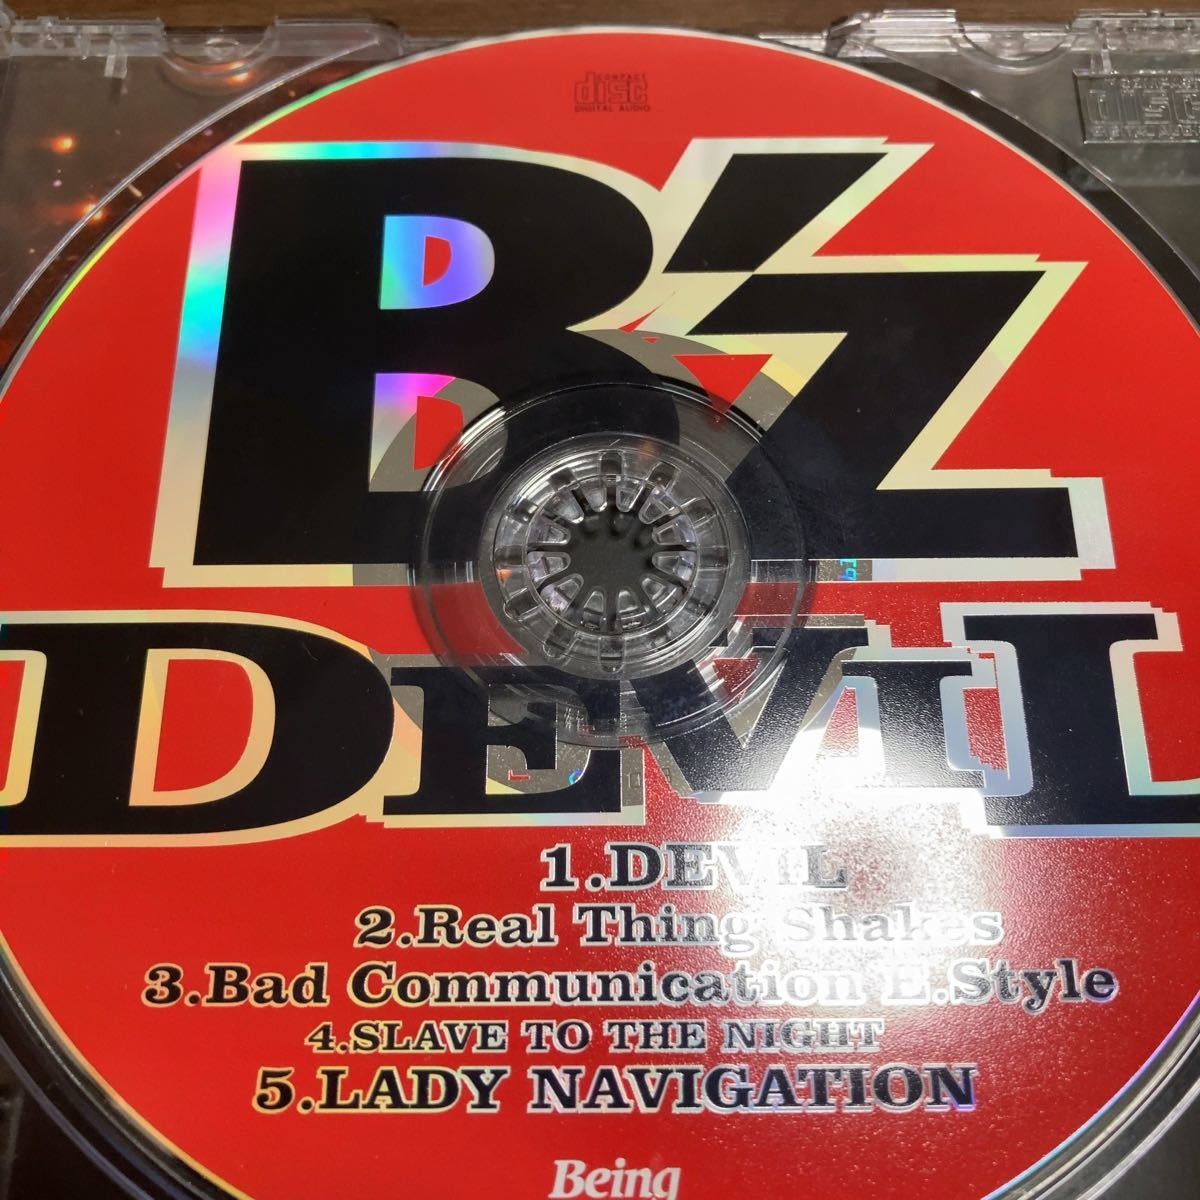 COMPACT
disc
DIGITAL AUDIO
B'z
DEVIL
1.DEVIL
2.Real Thing Shakes
3.Bad Communication E.Style
4.SLAVE TO THE NIGHT
5.LADY NAVIGATION
Being